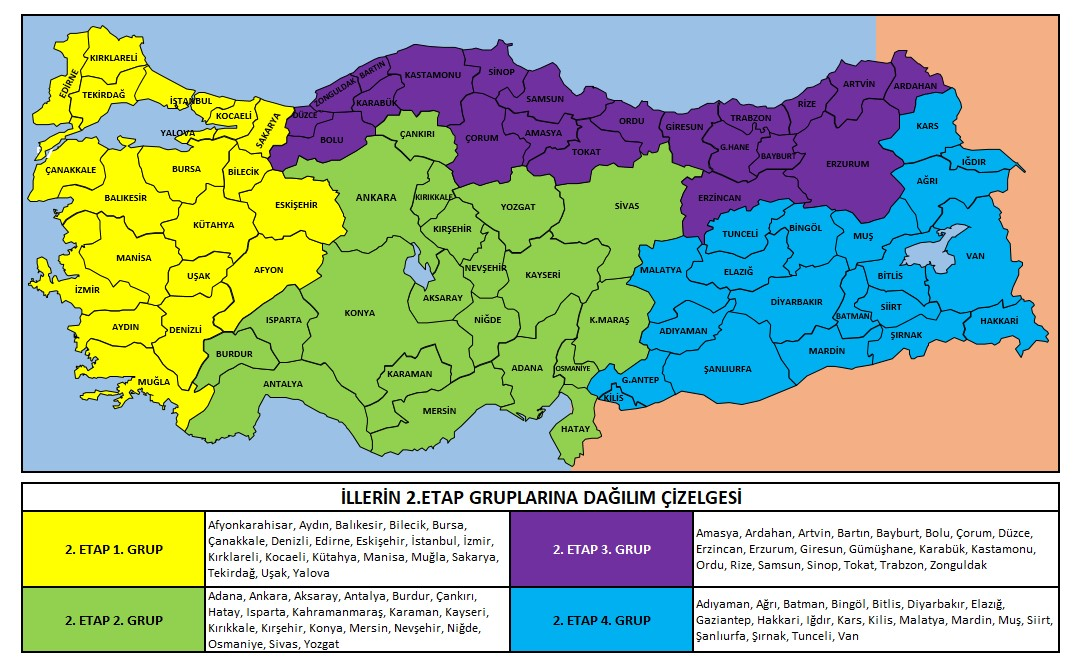 KIRKLARELİ
EDİRNE
TEKİRDAĞ
İSTANBUL
KOCAELİ
YALOVA
SAKARYA
DÜZCE
ZONGULDAK
BARTIN
KARABÜK
KASTAMONU
SİNOP
BOLU
ÇANKIRI
ÇORUM
SAMSUN
AMASYA
TOKAT
ORDU
GİRESUN
TRABZON
G.HANE
BAYBURT
RİZE
ARTVİN
ARDAHAN
ERZURUM
ERZİNCAN
KARS
IĞDIR
AĞRI
ÇANAKKALE
BURSA
BİLECİK
BALIKESİR
ESKİŞEHİR
KÜTAHYA
ANKARA
KIRIKKALE
YOZGAT
SİVAS
KIRŞEHİR
MANİSA
UŞAK
AFYON
İZMİR
NEVŞEHİR
KAYSERİ
AKSARAY
MALATYA
TUNCELİ
BİNGÖL
MUŞ
ELAZIĞ
BİTLİS
VAN
DİYARBAKIR
BATMAN
SİİRT
HAKKARİ
ŞIRNAK
MARDİN
AYDIN
DENİZLİ
ISPARTA
KONYA
NİĞDE
K.MARAŞ
ADIYAMAN
BURDUR
MUĞLA
ANTALYA
KARAMAN
ADANA
OSMANİYE
G.ANTEP
ŞANLIURFA
KİLİS
MERSİN
HATAY
İLLERİN 2.ETAP GRUPLARINA DAĞILIM ÇİZELGESİ
2. ETAP 1. GRUP
Afyonkarahisar, Aydın, Balıkesir, Bilecik, Bursa,
Çanakkale, Denizli, Edirne, Eskişehir, İstanbul, İzmir,
Kırklareli, Kocaeli, Kütahya, Manisa, Muğla, Sakarya,
Tekirdağ, Uşak, Yalova
2. ETAP 3. GRUP
Amasya, Ardahan, Artvin, Bartın, Bayburt, Bolu, Çorum, Düzce,
Erzincan, Erzurum, Giresun, Gümüşhane, Karabük, Kastamonu,
Ordu, Rize, Samsun, Sinop, Tokat, Trabzon, Zonguldak
2. ETAP 2. GRUP
Adana, Ankara, Aksaray, Antalya, Burdur, Çankırı,
Hatay, Isparta, Kahramanmaraş, Karaman, Kayseri,
Kırıkkale, Kırşehir, Konya, Mersin, Nevşehir, Niğde,
Osmaniye, Sivas, Yozgat
2. ETAP 4. GRUP
Adıyaman, Ağrı, Batman, Bingöl, Bitlis, Diyarbakır, Elazığ,
Gaziantep, Hakkari, Iğdır, Kars, Kilis, Malatya, Mardin, Muş, Siirt,
Şanlıurfa, Şırnak, Tunceli, Van